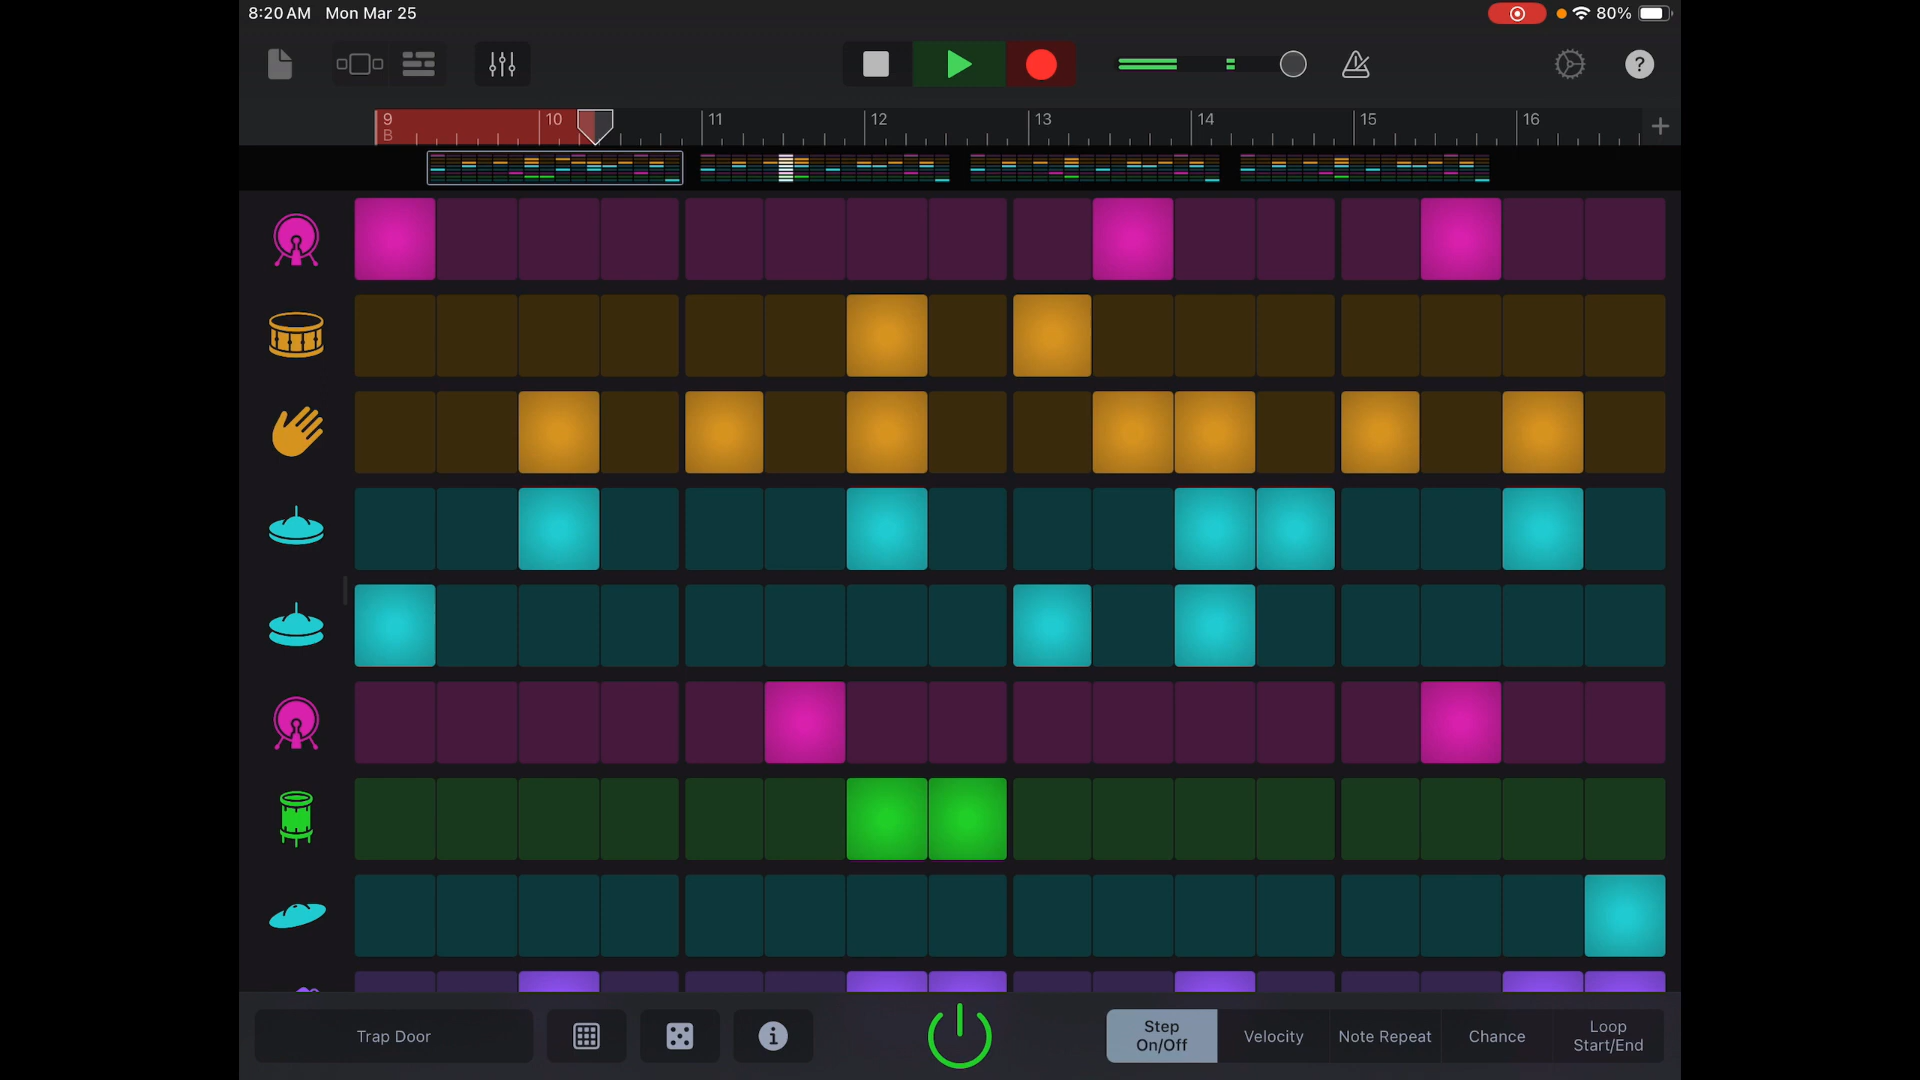 8:20 AM Mon Mar 25
80%
?
9 10 11 12 13 14 15 16
B
Trap Door
Step
On/Off
Velocity
Note Repeat
Chance
Loop
Start/End